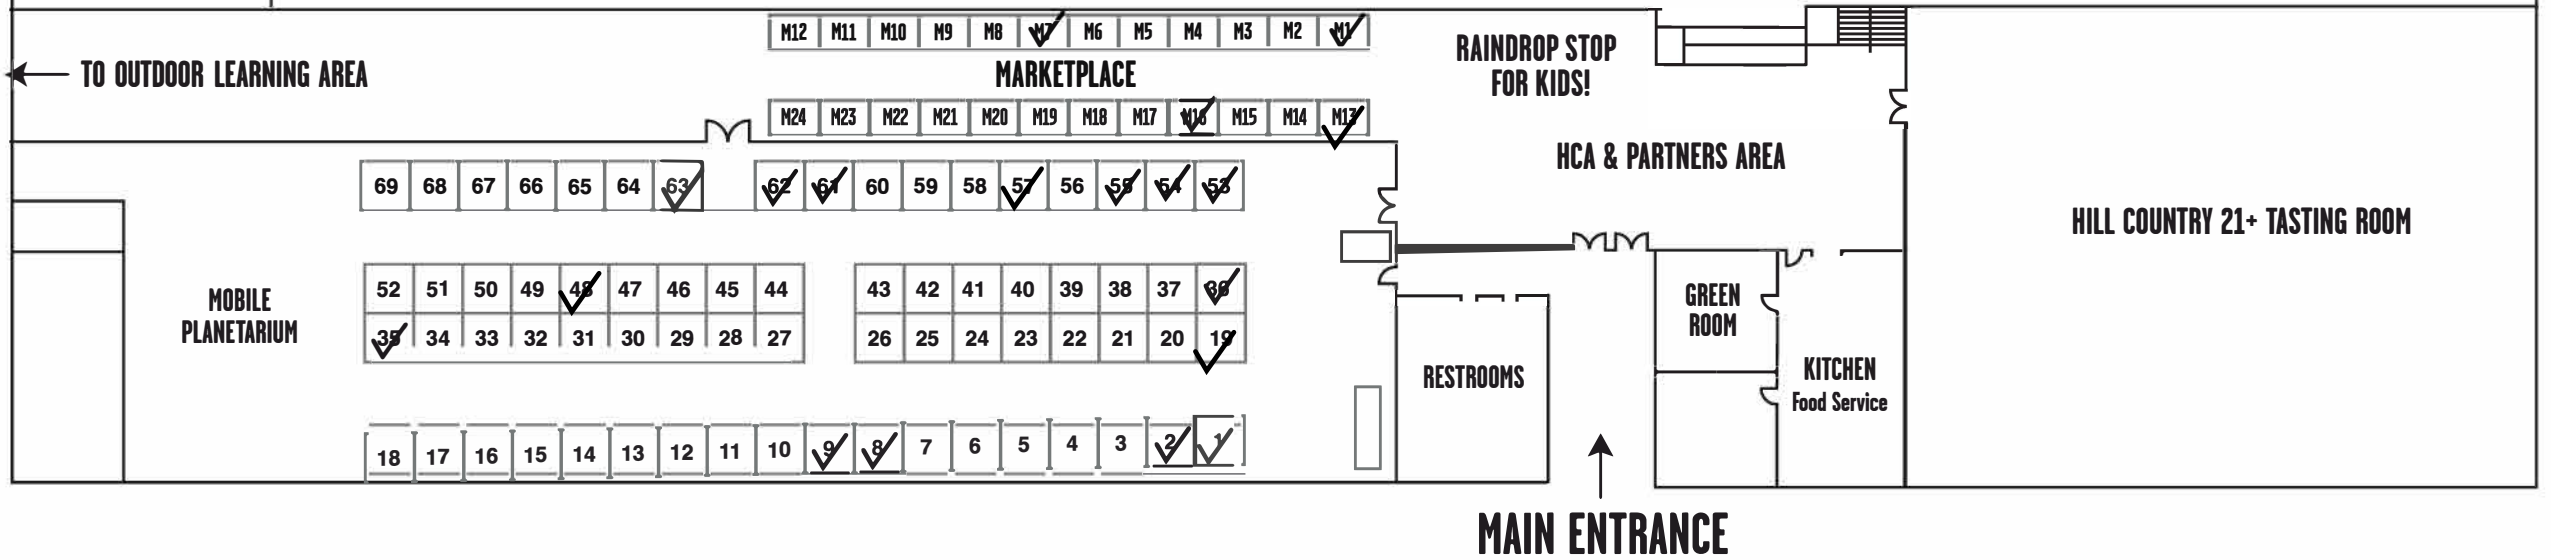 M12 M11 M10 M9 M8 M7 M6 M5 M4 M3 M2 M1
RAINDROP STOP
FOR KIDS!
TO OUTDOOR LEARNING AREA
MARKETPLACE
M24 M23 M22 M21 M20 M19 M18 M17 M16 M15 M14 M13
HCA & PARTNERS AREA
69 68 67 66 65 64 63 62 61 60 59 58 57 56 55 54 53
HILL COUNTRY 21+ TASTING ROOM
52 51 50 49 48 47 46 45 44 43 42 41 40 39 38 37 36
MOBILE
PLANETARIUM
GREEN
ROOM
35 34 33 32 31 30 29 28 27 26 25 24 23 22 21 20 19
RESTROOMS
KITCHEN
Food Service
18 17 16 15 14 13 12 11 10 9 8 7 6 5 4 3 2 1
MAIN ENTRANCE